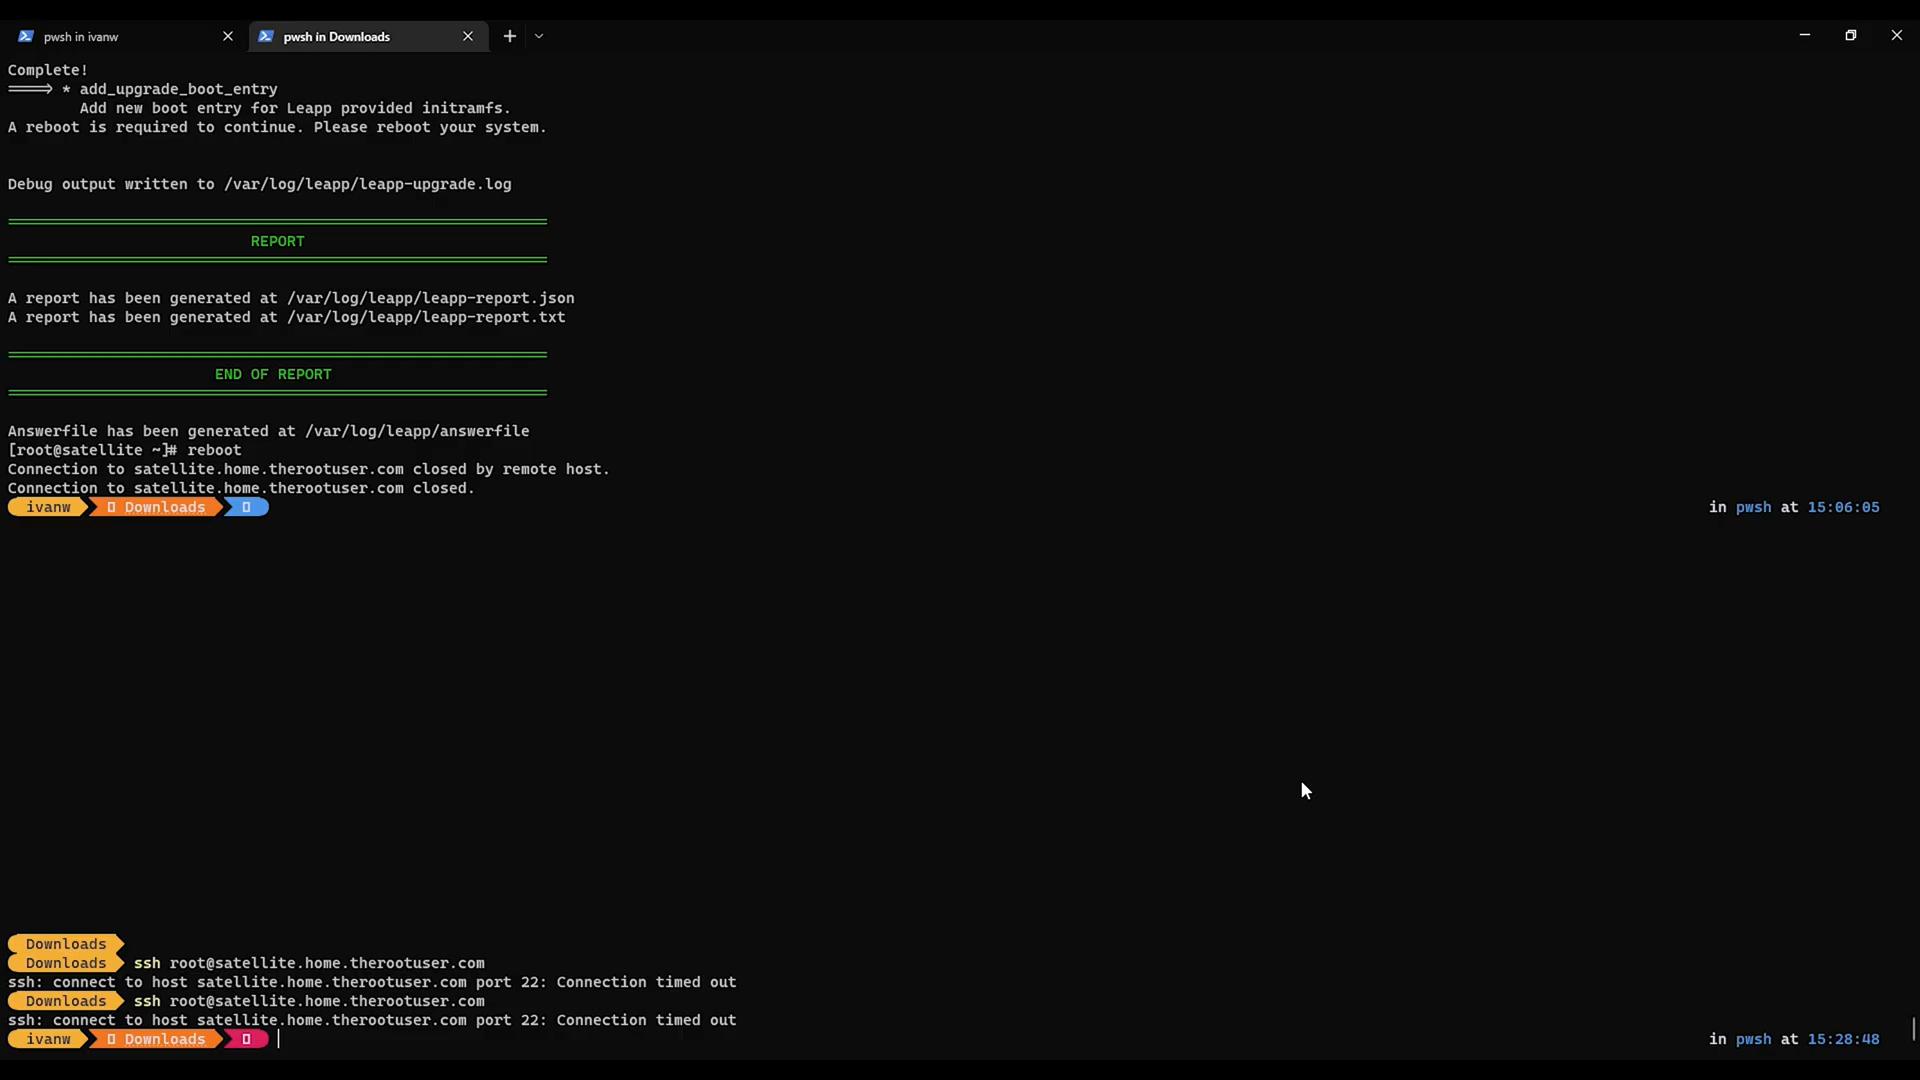 pwsh in ivanw
pwsh in Downloads
Complete!
====> * add_upgrade_boot_entry
Add new boot entry for Leapp provided initramfs.
A reboot is required to continue. Please reboot your system.
Debug output written to /var/log/leapp/leapp-upgrade.log
REPORT
A report has been generated at /var/log/leapp/leapp-report.json
A report has been generated at /var/log/leapp/leapp-report.txt
END OF REPORT
Answerfile has been generated at /var/log/leapp/answerfile
[root@satellite ~]# reboot
Connection to satellite.home.therootuser.com closed by remote host.
Connection to satellite.home.therootuser.com closed.
ivanw Downloads in pwsh at 15:06:05
Downloads
Downloads ssh root@satellite.home.therootuser.com
ssh: connect to host satellite.home.therootuser.com port 22: Connection timed out
Downloads ssh root@satellite.home.therootuser.com
ssh: connect to host satellite.home.therootuser.com port 22: Connection timed out
ivanw Downloads in pwsh at 15:28:48